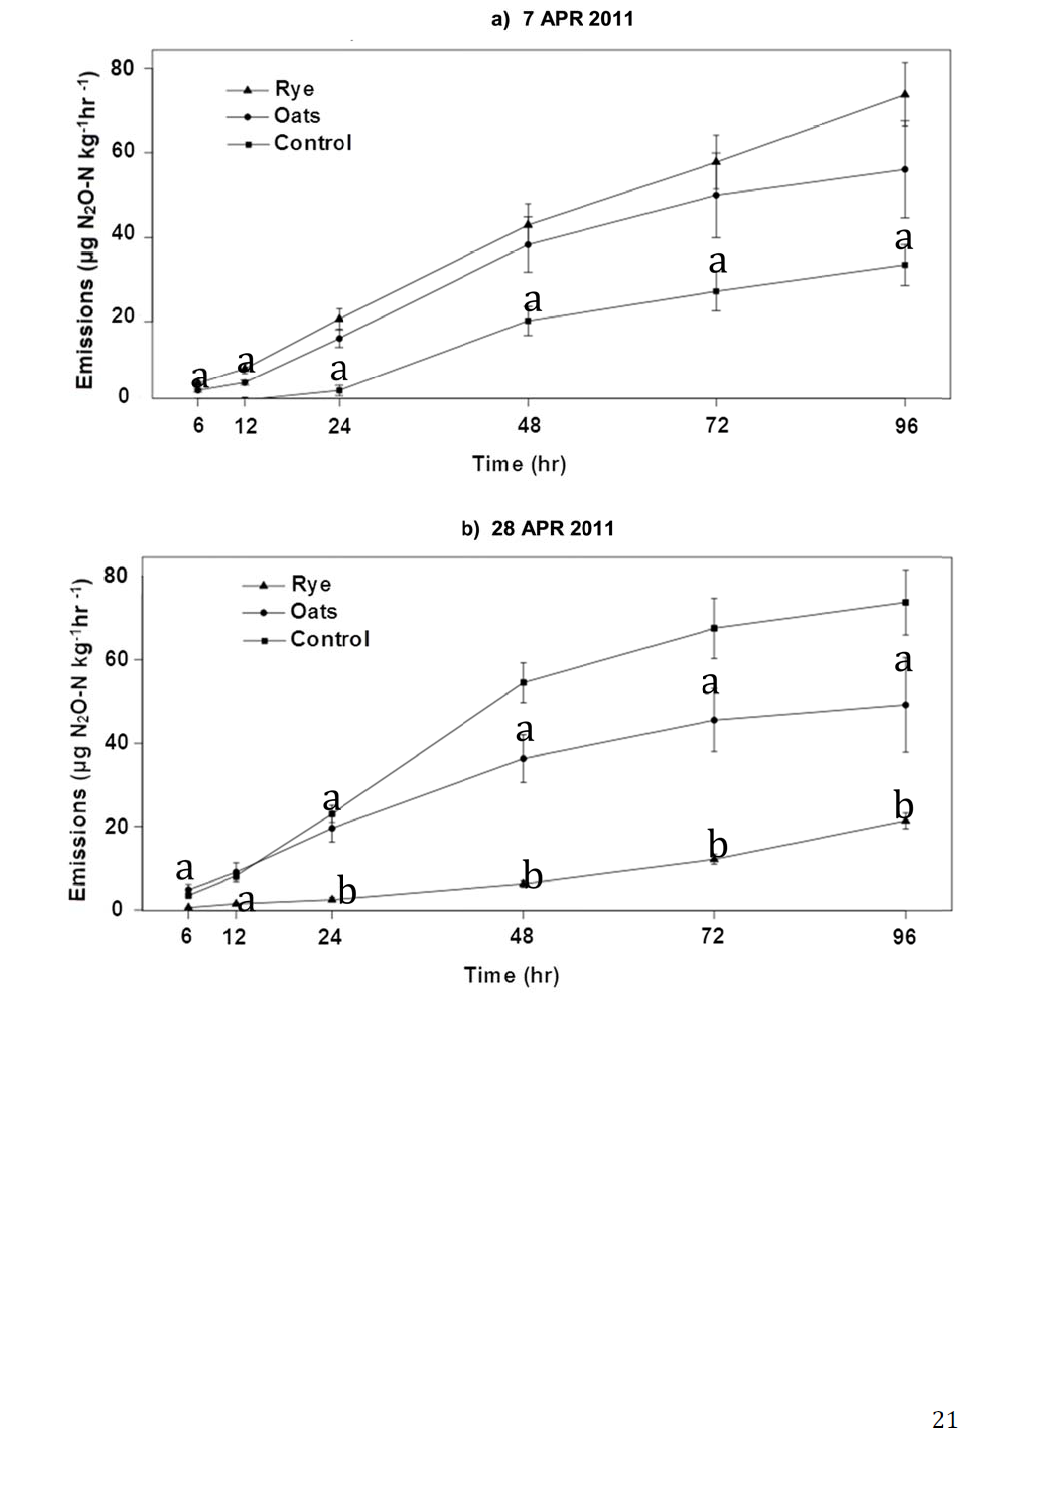 a) 7 APR 2011
Emissions (µg N₂O-N kg⁻¹hr ⁻¹)
80
60
40
20
0
Rye
Oats
Control
a
a
a
a
a
a
6 12 24 48 72 96
Time (hr)
b) 28 APR 2011
Emissions (µg N₂O-N kg⁻¹hr ⁻¹)
80
60
40
20
0
Rye
Oats
Control
a
a
a
a
a
a
b
b
b
b
6 12 24 48 72 96
Time (hr)
21